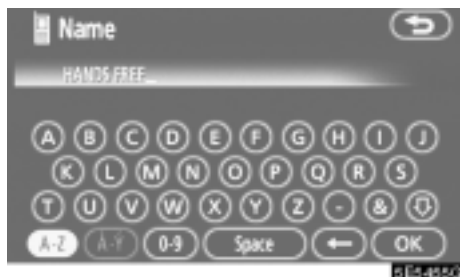 Name
HANDS FREE_
A B C D E F G H I J
K L M N O P Q R S
T U V W X Y Z - &
A-Z À-Ý 0-9 Space ← OK